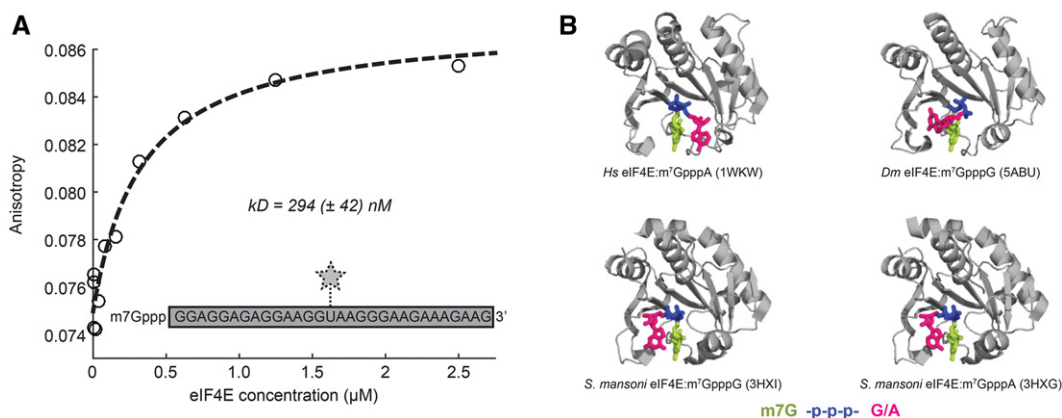 A
0.086
0.084
0.082
0.080
0.078
0.076
0.074
Anisotropy
kD = 294 (± 42) nM
m7Gppp GGAGGAGAGGAAGGUAAGGGAAGAAAGAAG 3’
0 0.5 1.0 1.5 2.0 2.5
eIF4E concentration (µM)
B
Hs eIF4E:m⁷GpppA (1WKW)
Dm eIF4E:m⁷GpppG (5ABU)
S. mansoni eIF4E:m⁷GpppG (3HXI)
S. mansoni eIF4E:m⁷GpppA (3HXG)
m7G -p-p-p- G/A